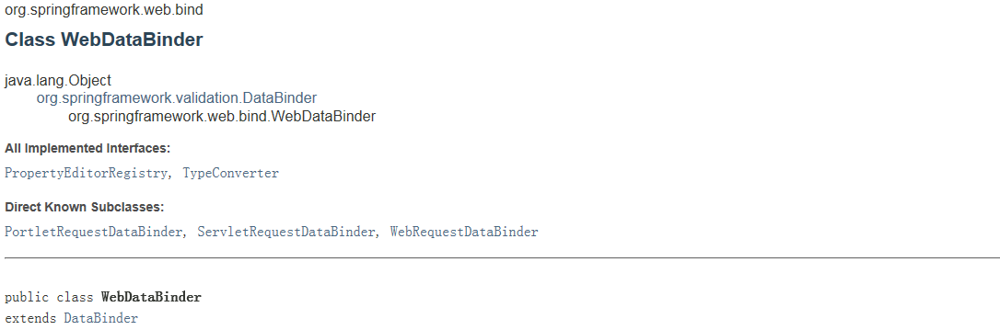 org.springframework.web.bind
Class WebDataBinder
java.lang.Object
org.springframework.validation.DataBinder
org.springframework.web.bind.WebDataBinder
All Implemented Interfaces:
PropertyEditorRegistry, TypeConverter
Direct Known Subclasses:
PortletRequestDataBinder, ServletRequestDataBinder, WebRequestDataBinder
public class WebDataBinder
extends DataBinder